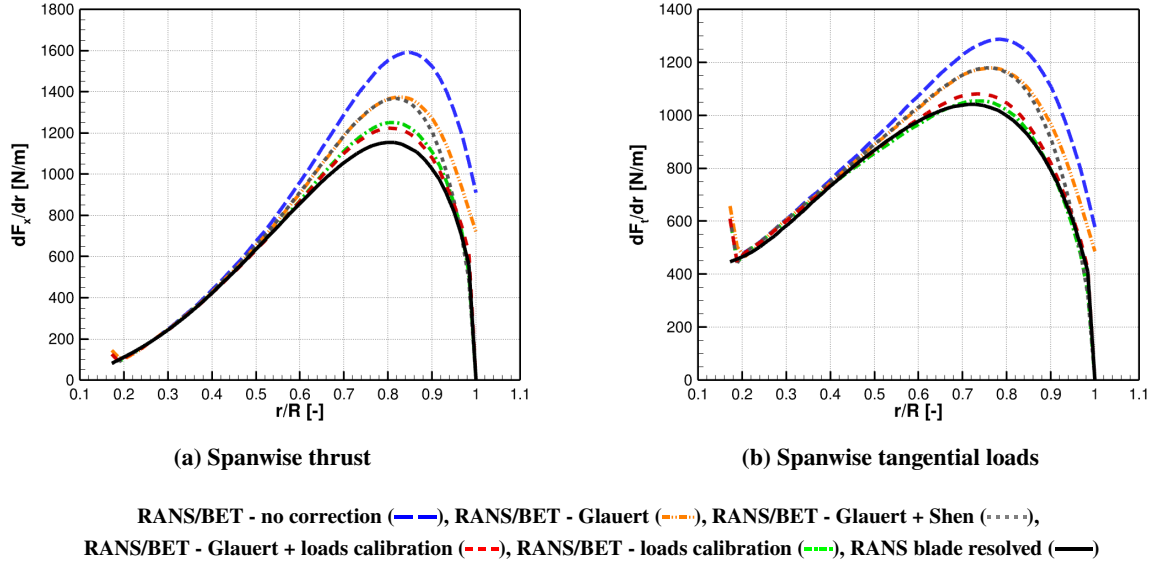 1800
1600
1400
1200
1000
800
600
400
200
0
dFx/dr [N/m]
0.1 0.2 0.3 0.4 0.5 0.6 0.7 0.8 0.9 1 1.1
r/R [-]
(a) Spanwise thrust
1400
1200
1000
800
600
400
200
0
dFt/dr [N/m]
0.1 0.2 0.3 0.4 0.5 0.6 0.7 0.8 0.9 1 1.1
r/R [-]
(b) Spanwise tangential loads
RANS/BET - no correction ( ), RANS/BET - Glauert ( ), RANS/BET - Glauert + Shen ( ),
RANS/BET - Glauert + loads calibration ( ), RANS/BET - loads calibration ( ), RANS blade resolved ( )